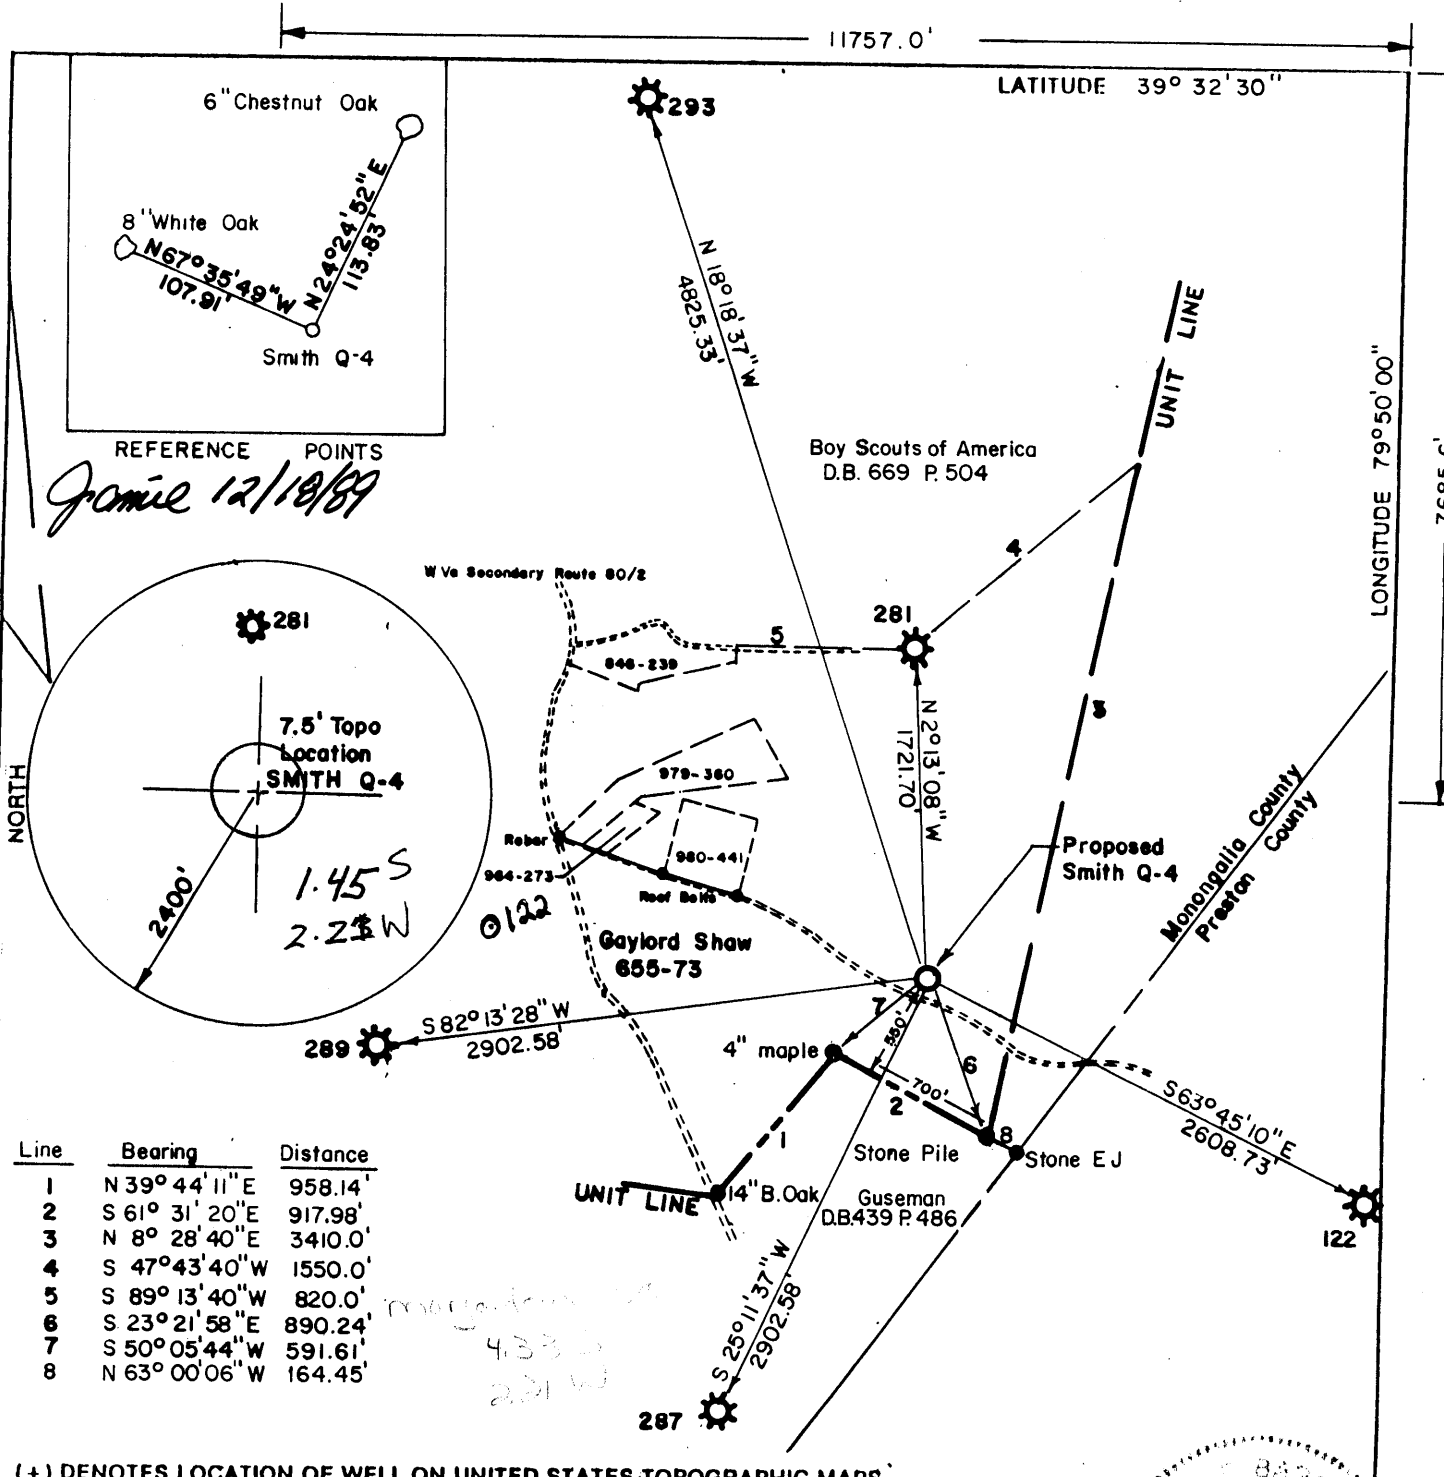 11757.0'
LATITUDE 39° 32' 30"
6" Chestnut Oak
N 24° 24' 52" E
113.83'
8" White Oak
N 67° 35' 49" W
107.91'
Smith Q-4
REFERENCE POINTS
Jamie 12/18/89
293
N 18° 18' 37" W
4825.33'
UNIT LINE
Boy Scouts of America
D.B. 669 P. 504
LONGITUDE 79° 50' 00"
4
W Va Secondary Route 80/2
281
5
846-239
281
7.5' Topo
Location
SMITH Q-4
2400'
1.45 S
NORTH
N 2° 13' 08" W
1721.70'
3
979-360
Rebar
980-441
964-273
Roof Bolts
122
Gaylord Shaw
655-73
Proposed
Smith Q-4
Monongalia County
Preston County
S 82° 13' 28" W
2902.58'
289
4" maple
7
550'
6
700'
2
8
1
Stone Pile
Stone EJ
S 63° 45' 10" E
2608.73'
122
UNIT LINE
14" B. Oak
Guseman
D.B. 439 P. 486
S 25° 11' 37" W
2902.58'
287
Line Bearing Distance
1 N 39° 44' 11" E 958.14'
2 S 61° 31' 20" E 917.98'
3 N 8° 28' 40" E 3410.0'
4 S 47° 43' 40" W 1550.0'
5 S 89° 13' 40" W 820.0'
6 S 23° 21' 58" E 890.24'
7 S 50° 05' 44" W 591.61'
8 N 63° 00' 06" W 164.45'
(+) DENOTES LOCATION OF WELL ON UNITED STATES TOPOGRAPHIC MAPS